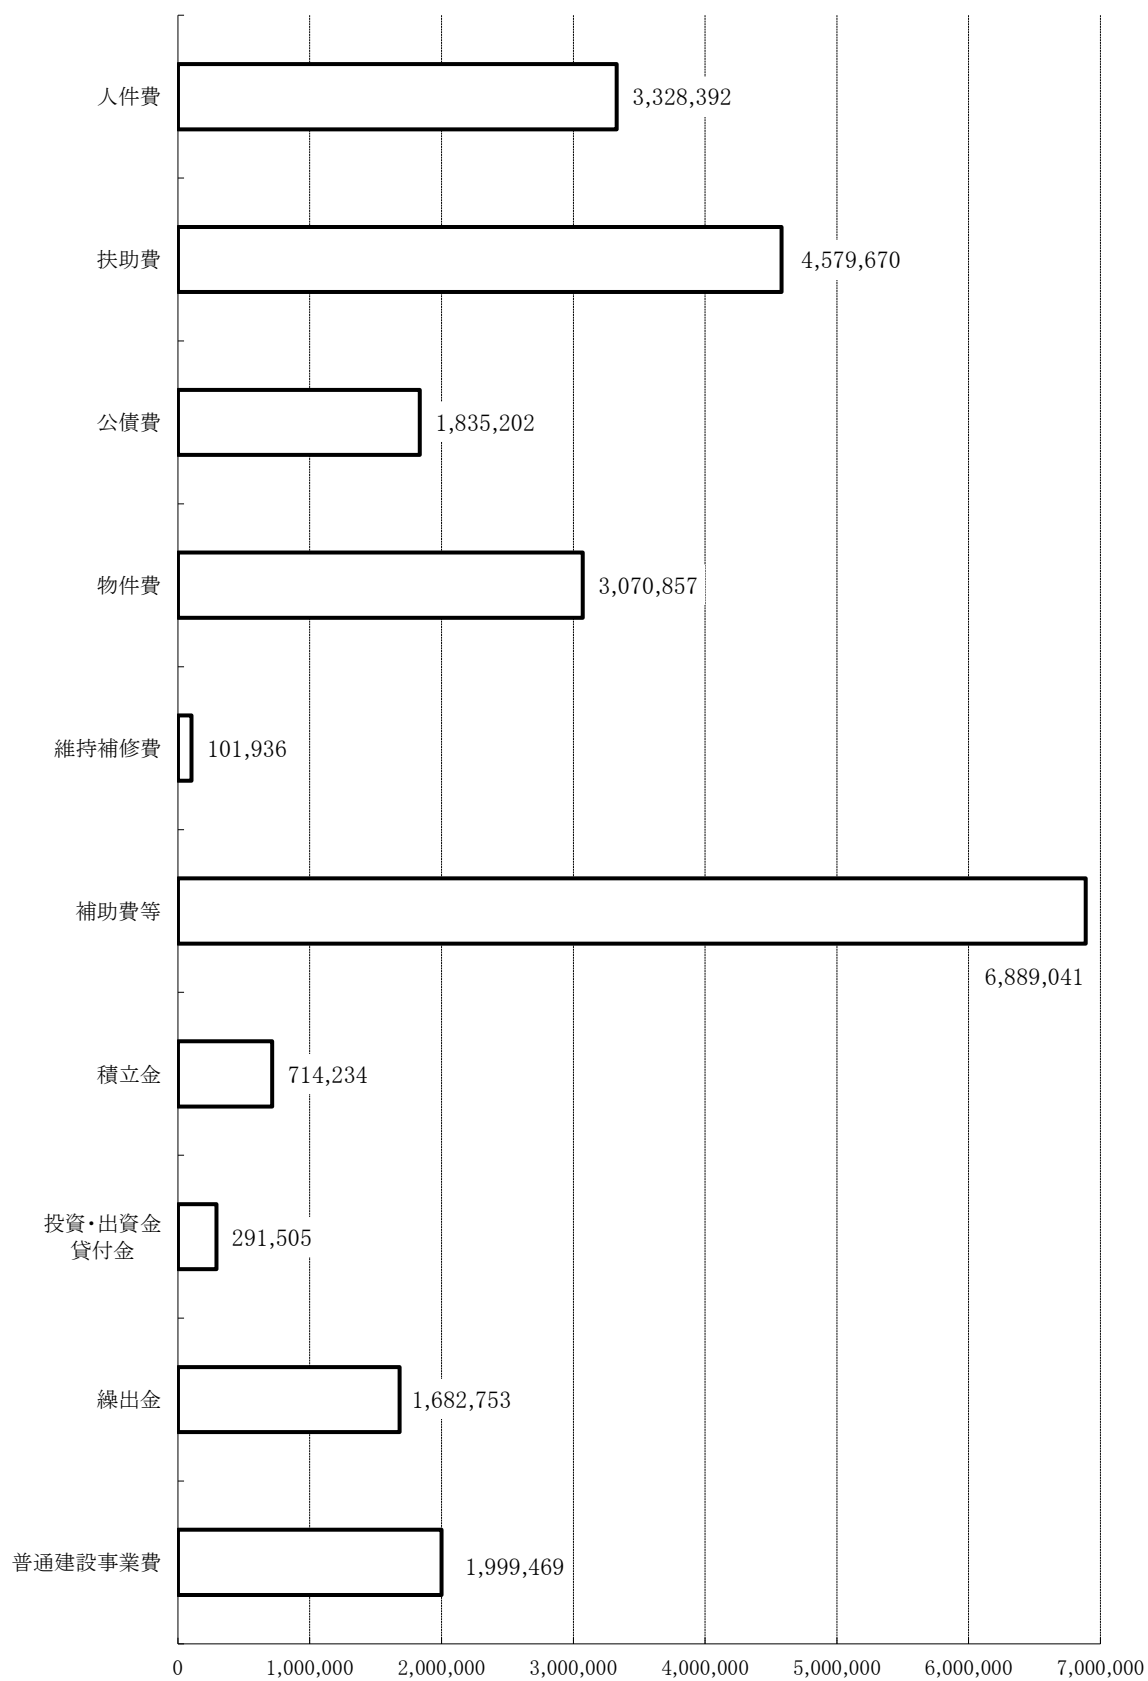 人件費
3,328,392
扶助費
4,579,670
公債費
1,835,202
物件費
3,070,857
維持補修費
101,936
補助費等
6,889,041
積立金
714,234
投資・出資金
貸付金
291,505
繰出金
1,682,753
普通建設事業費
1,999,469
0 1,000,000 2,000,000 3,000,000 4,000,000 5,000,000 6,000,000 7,000,000